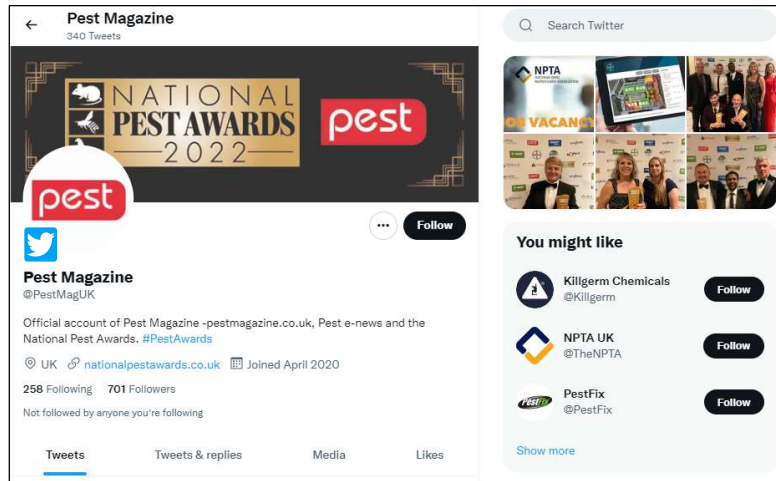 Pest Magazine
340 Tweets
NATIONAL
PEST AWARDS
2022
pest
pest
Follow
Pest Magazine
@PestMagUK
Official account of Pest Magazine -pestmagazine.co.uk, Pest e-news and the
National Pest Awards. #PestAwards
UK nationalpestawards.co.uk Joined April 2020
258 Following 701 Followers
Not followed by anyone you're following
Tweets Tweets & replies Media Likes
Search Twitter
NPTA
OB VACANCY
You might like
Killgerm Chemicals
@Killgerm
Follow
NPTA UK
@TheNPTA
Follow
PestFix
PestFix
@PestFix
Follow
Show more